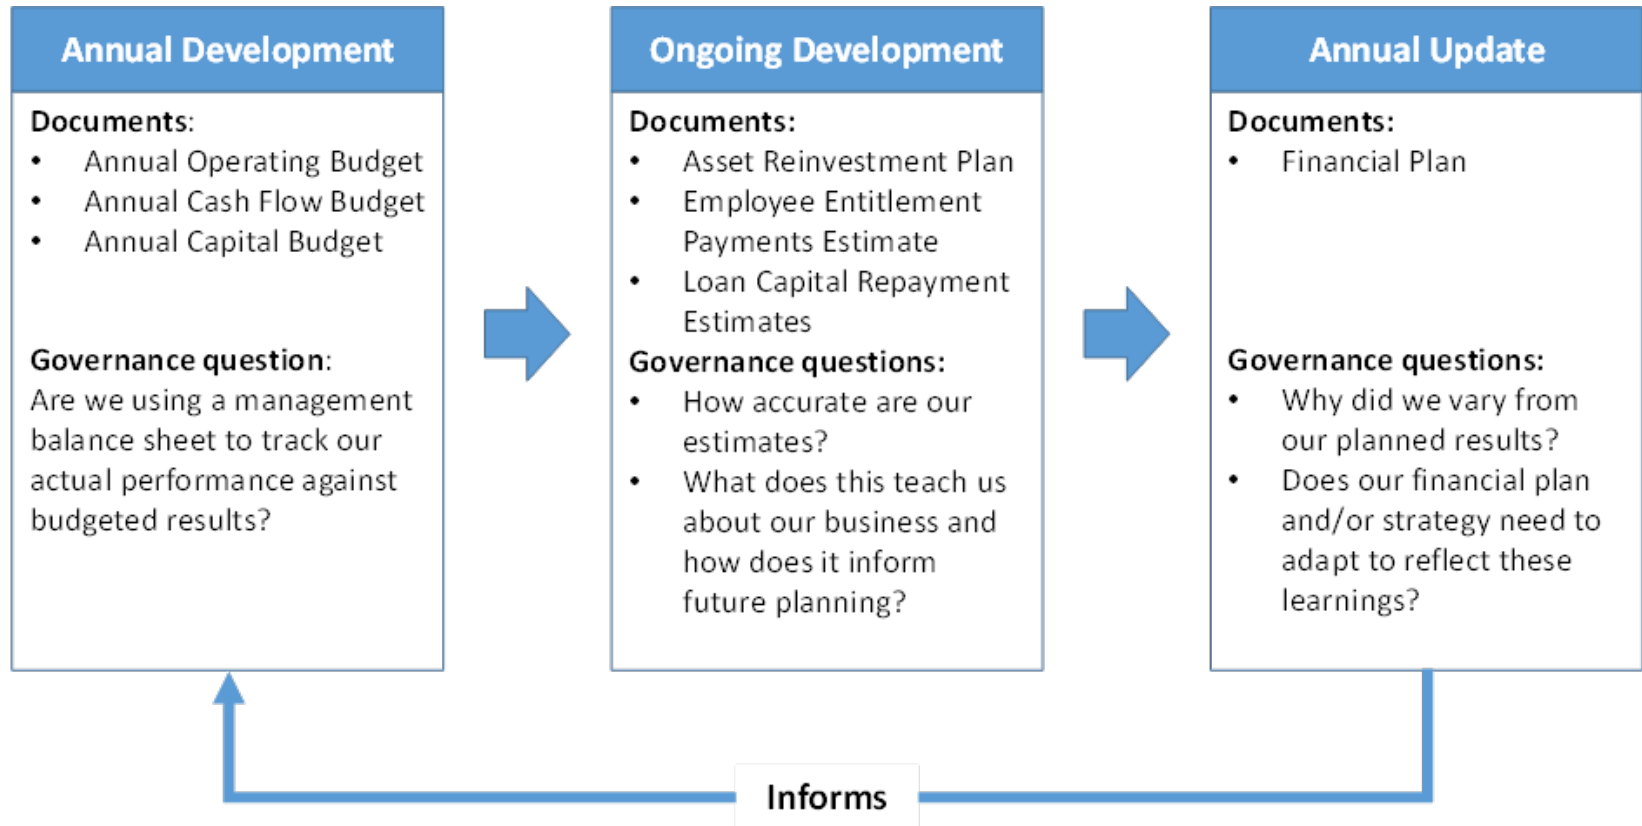 Annual Development
Documents:
• Annual Operating Budget
• Annual Cash Flow Budget
• Annual Capital Budget
Governance question:
Are we using a management
balance sheet to track our
actual performance against
budgeted results?
Ongoing Development
Documents:
• Asset Reinvestment Plan
• Employee Entitlement
Payments Estimate
• Loan Capital Repayment
Estimates
Governance questions:
• How accurate are our
estimates?
• What does this teach us
about our business and
how does it inform
future planning?
Annual Update
Documents:
• Financial Plan
Governance questions:
• Why did we vary from
our planned results?
• Does our financial plan
and/or strategy need to
adapt to reflect these
learnings?
Informs